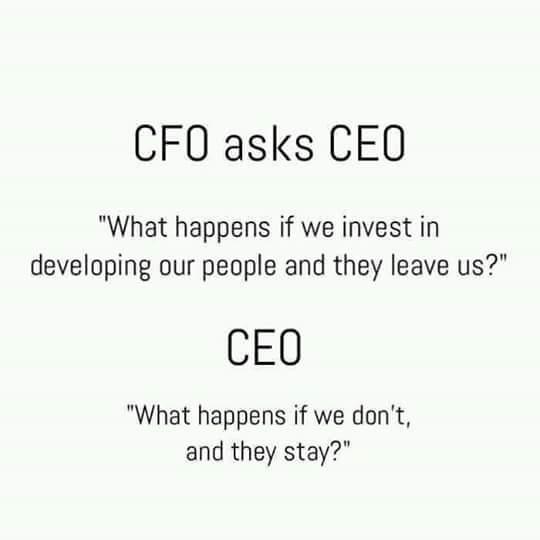 CFO asks CEO
"What happens if we invest in
developing our people and they leave us?"
CEO
"What happens if we don't,
and they stay?"